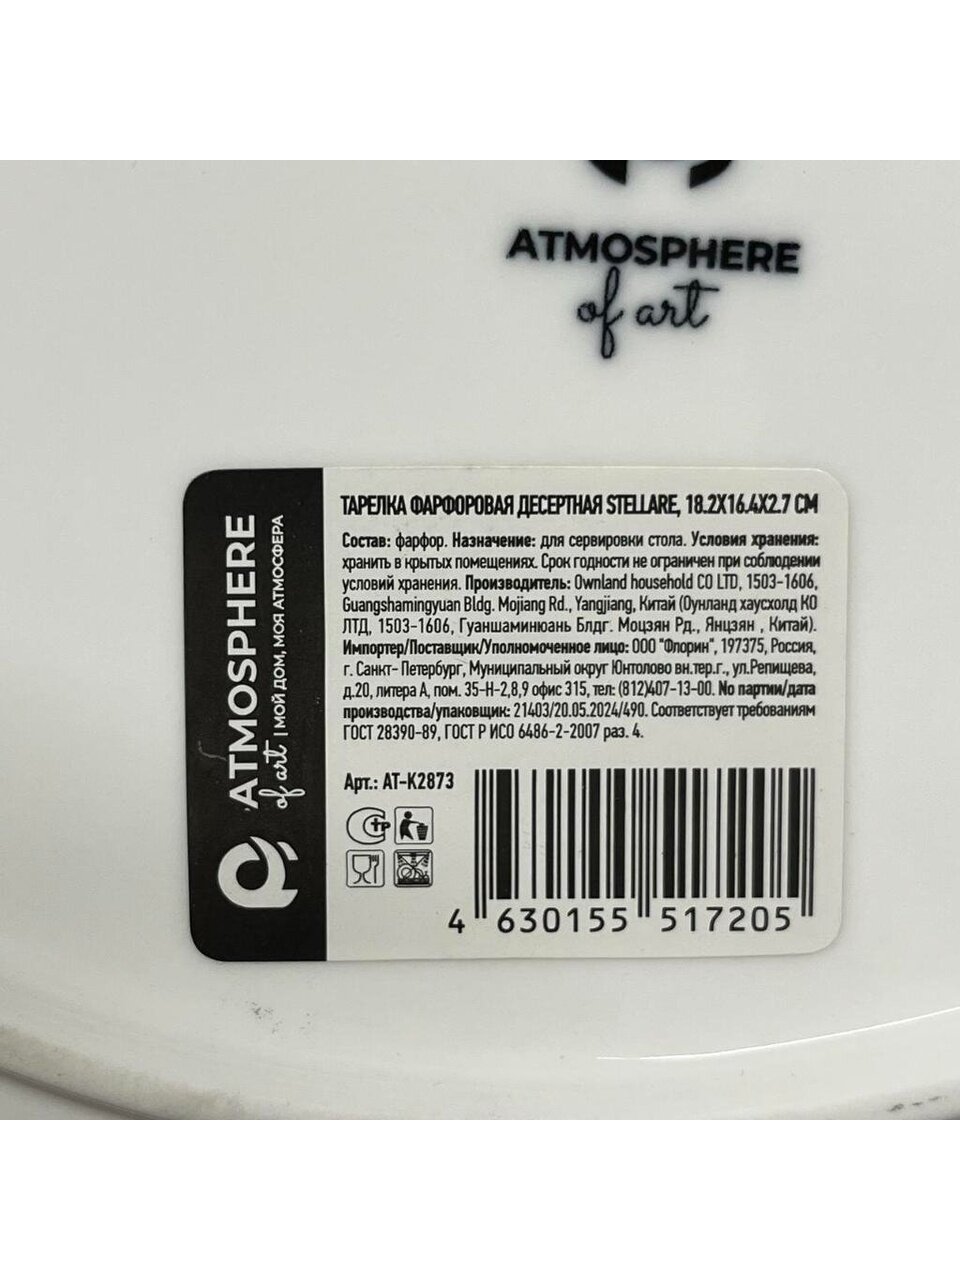 ATMOSPHERE
of art
ТАРЕЛКА ФАРФОРОВАЯ ДЕСЕРТНАЯ STELLARE, 18.2X16.4X2.7 СМ
Состав: фарфор. Назначение: для сервировки стола. Условия хранения:
хранить в крытых помещениях. Срок годности не ограничен при соблюдении
условий хранения. Производитель: Ownland household CO LTD, 1503-1606,
Guangshamingyuan Bldg. Mojiang Rd., Yangjiang, Китай (Оунланд хаусхолд КО
ЛТД, 1503-1606, Гуаншаминюань Блдг. Моцзян Рд., Янцзян , Китай).
Импортер/Поставщик/Уполномоченное лицо: ООО "Флорин", 197375, Россия,
г. Санкт- Петербург, Муниципальный округ Юнтолово вн.тер.г., ул.Репищева,
д.20, литера А, пом. 35-Н-2,8,9 офис 315, тел: (812)407-13-00. No партии/дата
производства/упаковщик: 21403/20.05.2024/490. Соответствует требованиям
ГОСТ 28390-89, ГОСТ Р ИСО 6486-2-2007 раз. 4.
Арт.: AT-K2873
СТР
4 630155 517205
ATMOSPHERE
of art | МОЙ ДОМ, МОЯ АТМОСФЕРА